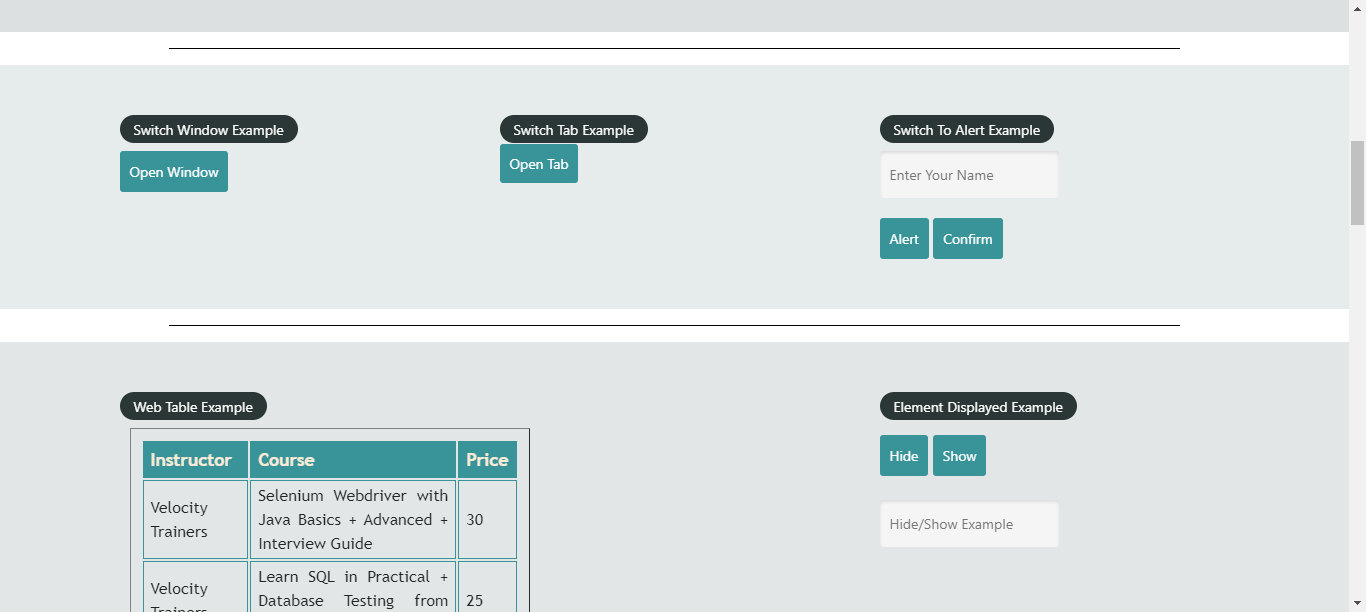 Switch Window Example
Open Window
Switch Tab Example
Open Tab
Switch To Alert Example
Enter Your Name
Alert Confirm
Web Table Example
Instructor Course Price
Velocity
Trainers
Selenium Webdriver with
Java Basics + Advanced +
Interview Guide
30
Velocity
Trainers
Learn SQL in Practical +
Database Testing from
25
Element Displayed Example
Hide Show
Hide/Show Example